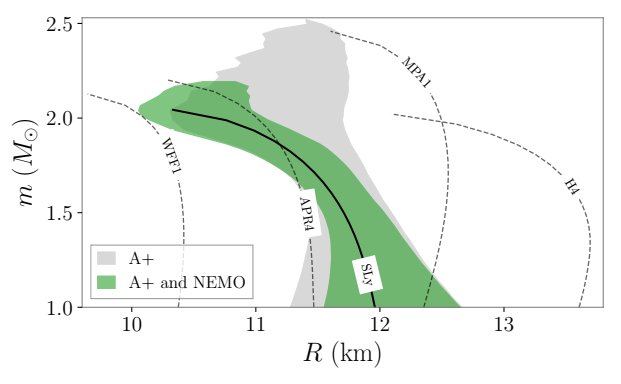 2.5
2.0
1.5
1.0
m (M☉)
WFF1
APR4
SLy
MPA1
H4
A+
A+ and NEMO
10
11
12
13
R (km)